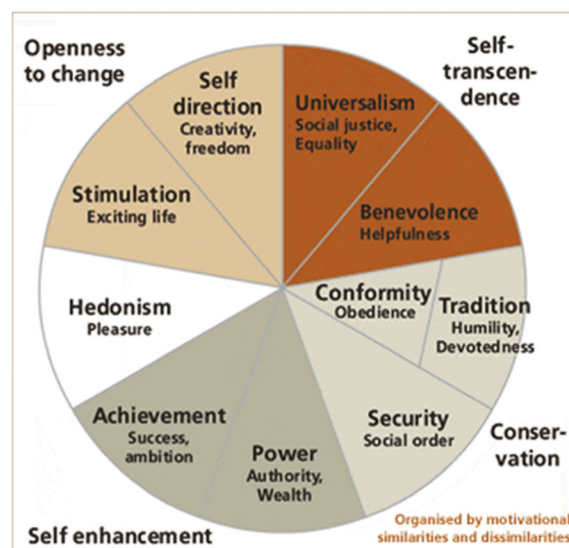 Openness
to change
Self-
transcen-
dence
Self
direction
Creativity,
freedom
Universalism
Social justice,
Equality
Stimulation
Exciting life
Benevolence
Helpfulness
Hedonism
Pleasure
Conformity
Obedience
Tradition
Humility,
Devotedness
Achievement
Success,
ambition
Power
Authority,
Wealth
Security
Social order
Conser-
vation
Self enhancement
Organised by motivational
similarities and dissimilarities